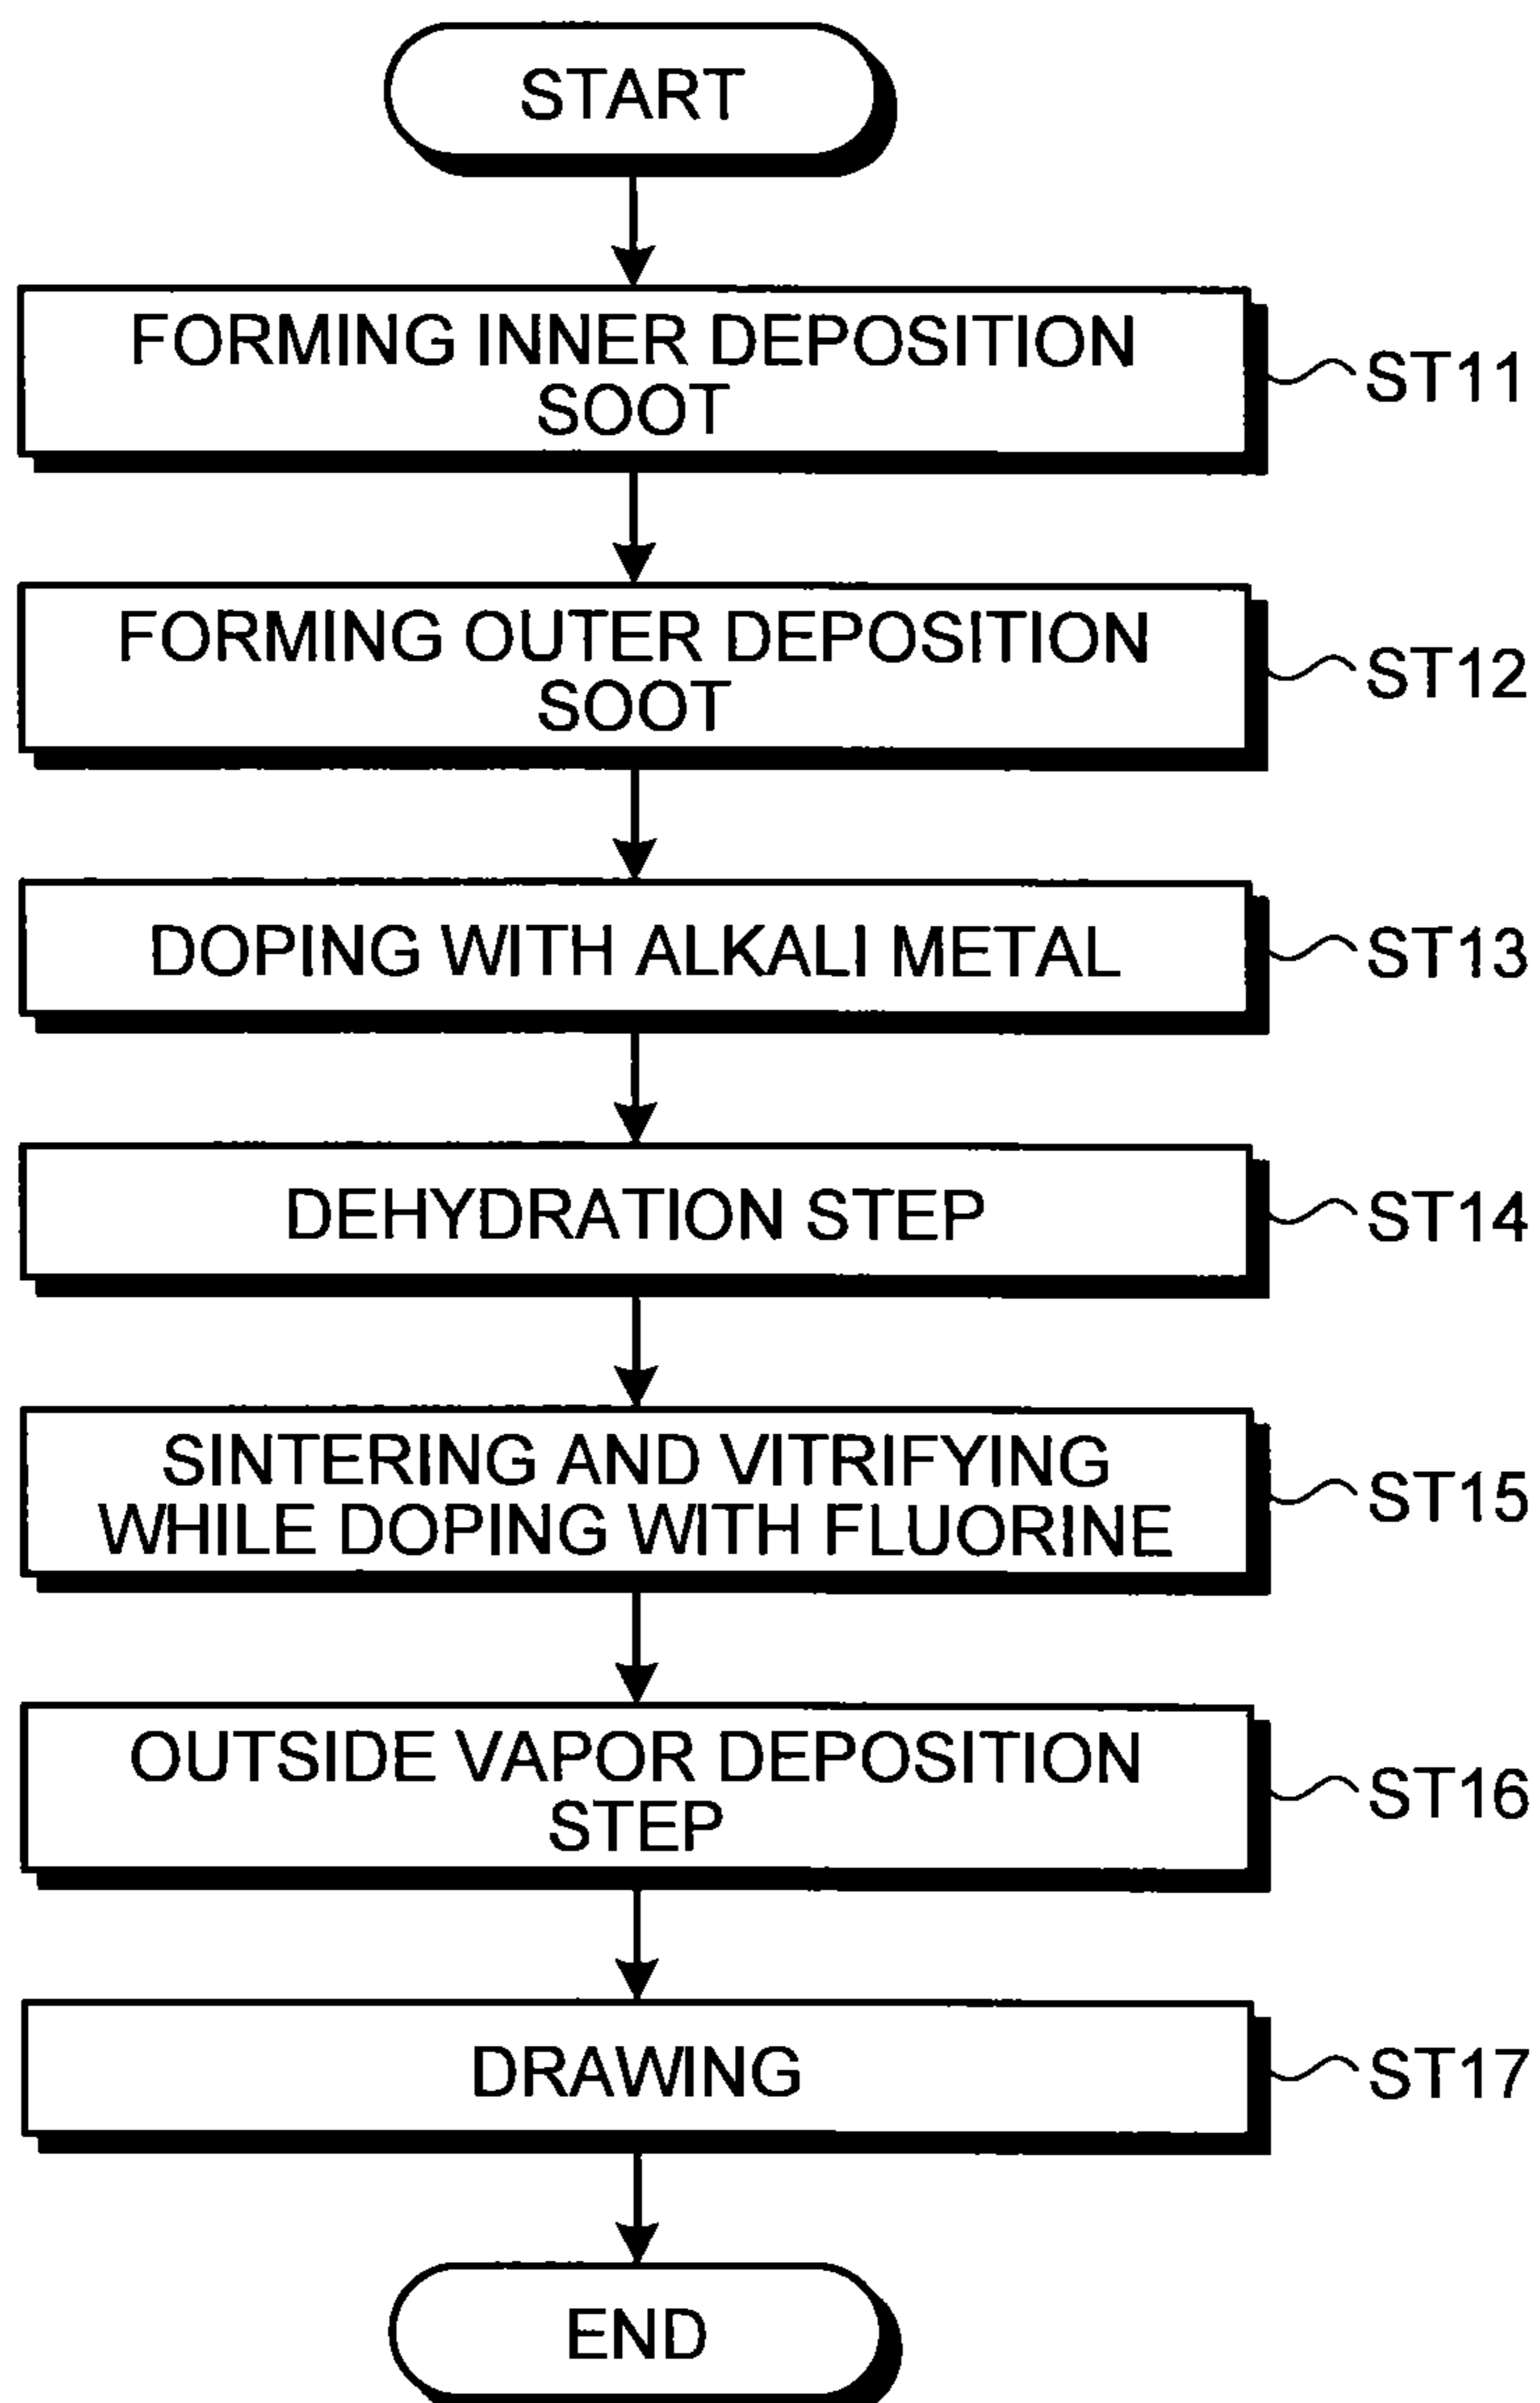 START
FORMING INNER DEPOSITION
SOOT
ST11
FORMING OUTER DEPOSITION
SOOT
ST12
DOPING WITH ALKALI METAL
ST13
DEHYDRATION STEP
ST14
SINTERING AND VITRIFYING
WHILE DOPING WITH FLUORINE
ST15
OUTSIDE VAPOR DEPOSITION
STEP
ST16
DRAWING
ST17
END